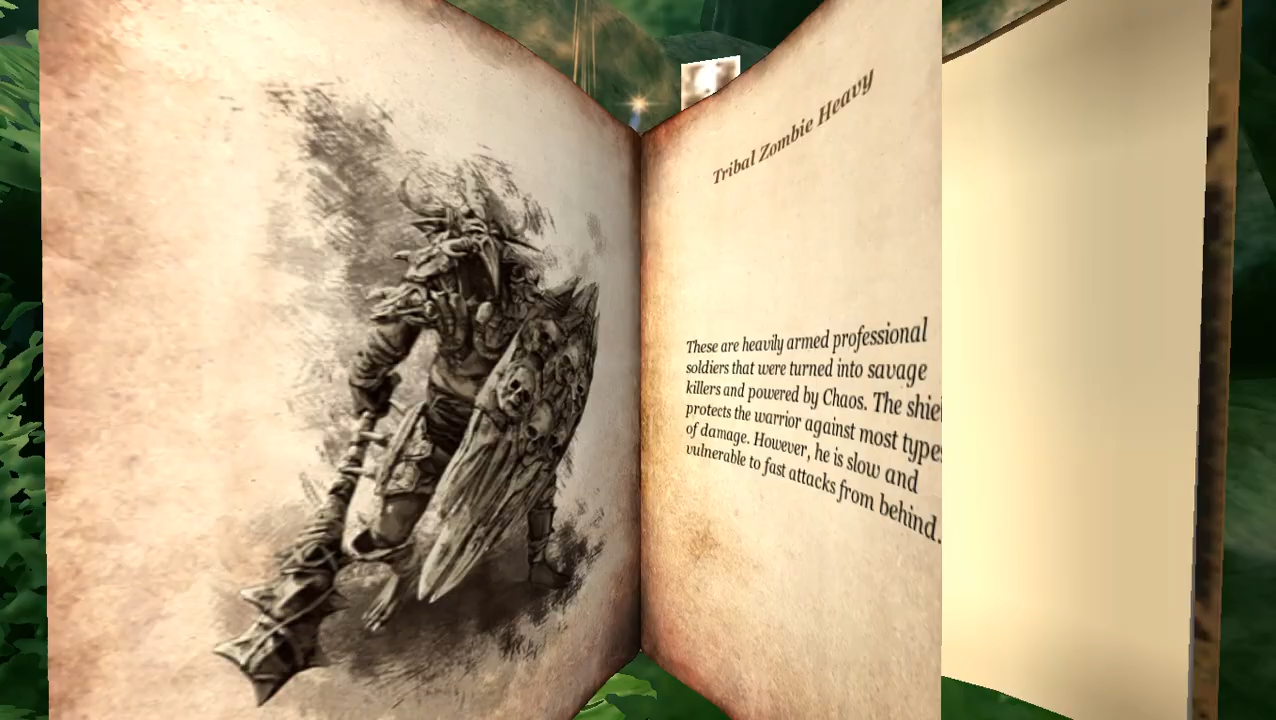 Tribal Zombie Heavy
These are heavily armed professional
soldiers that were turned into savage
killers and powered by Chaos. The shiel
protects the warrior against most types
of damage. However, he is slow and
vulnerable to fast attacks from behind.